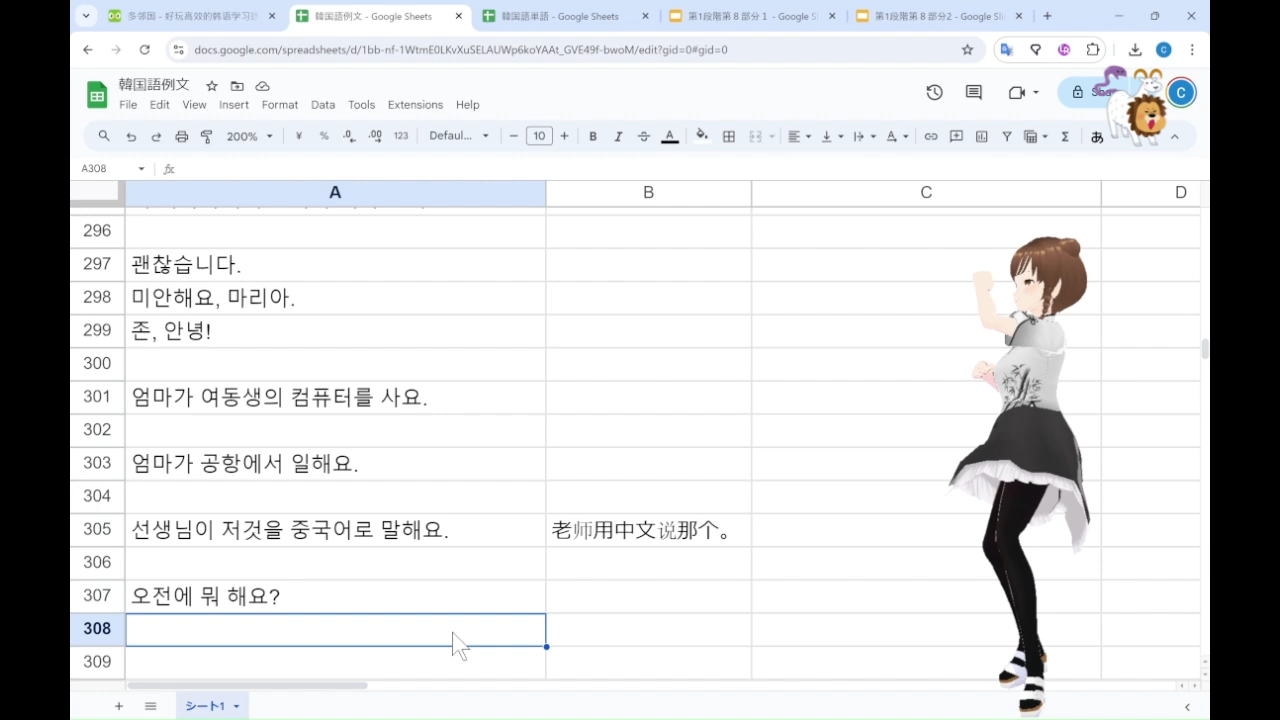 多邻国 - 好玩高效的韩语学习
韓国語例文 - Google Sheets
韓国語単語 - Google Sheets
第1段階第 8 部分 1 - Google Sl
第1段階第 8 部分2 - Google Sli
docs.google.com/spreadsheets/d/1bb-nf-1WtmE0LKvXuSELAUWp6koYAAt_GVE49f-bwoM/edit?gid=0#gid=0
韓国語例文
File Edit View Insert Format Data Tools Extensions Help
C
200% ¥ % .0 .00 123 Defaul... 10 B I A あ
A308 fx
A B C D
296
297 괜찮습니다.
298 미안해요, 마리아.
299 존, 안녕!
300
301 엄마가 여동생의 컴퓨터를 사요.
302
303 엄마가 공항에서 일해요.
304
305 선생님이 저것을 중국어로 말해요. 老师用中文说那个。
306
307 오전에 뭐 해요?
308
309
シート1